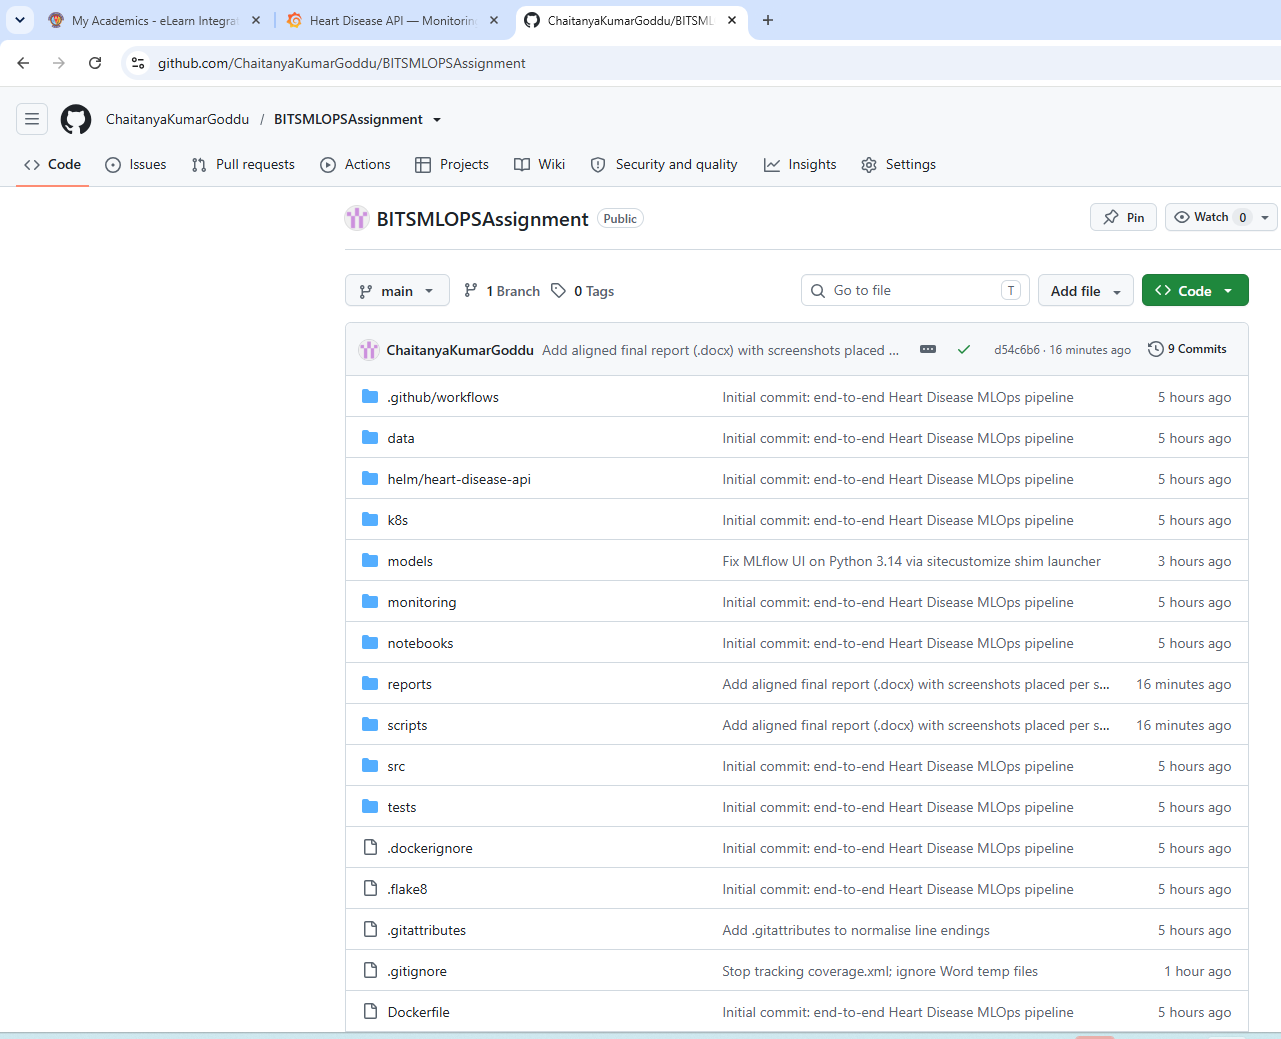 My Academics - eLearn Integra
Heart Disease API — Monitorin
ChaitanyaKumarGoddu/BITSML
github.com/ChaitanyaKumarGoddu/BITSMLOPSAssignment
ChaitanyaKumarGoddu / BITSMLOPSAssignment
Code Issues Pull requests Actions Projects Wiki Security and quality Insights Settings
BITSMLOPSAssignment Public Pin Watch 0
main 1 Branch 0 Tags Go to file T Add file Code
ChaitanyaKumarGoddu Add aligned final report (.docx) with screenshots placed ... d54c6b6 · 16 minutes ago 9 Commits
.github/workflows Initial commit: end-to-end Heart Disease MLOps pipeline 5 hours ago
data Initial commit: end-to-end Heart Disease MLOps pipeline 5 hours ago
helm/heart-disease-api Initial commit: end-to-end Heart Disease MLOps pipeline 5 hours ago
k8s Initial commit: end-to-end Heart Disease MLOps pipeline 5 hours ago
models Fix MLflow UI on Python 3.14 via sitecustomize shim launcher 3 hours ago
monitoring Initial commit: end-to-end Heart Disease MLOps pipeline 5 hours ago
notebooks Initial commit: end-to-end Heart Disease MLOps pipeline 5 hours ago
reports Add aligned final report (.docx) with screenshots placed per s... 16 minutes ago
scripts Add aligned final report (.docx) with screenshots placed per s... 16 minutes ago
src Initial commit: end-to-end Heart Disease MLOps pipeline 5 hours ago
tests Initial commit: end-to-end Heart Disease MLOps pipeline 5 hours ago
.dockerignore Initial commit: end-to-end Heart Disease MLOps pipeline 5 hours ago
.flake8 Initial commit: end-to-end Heart Disease MLOps pipeline 5 hours ago
.gitattributes Add .gitattributes to normalise line endings 5 hours ago
.gitignore Stop tracking coverage.xml; ignore Word temp files 1 hour ago
Dockerfile Initial commit: end-to-end Heart Disease MLOps pipeline 5 hours ago